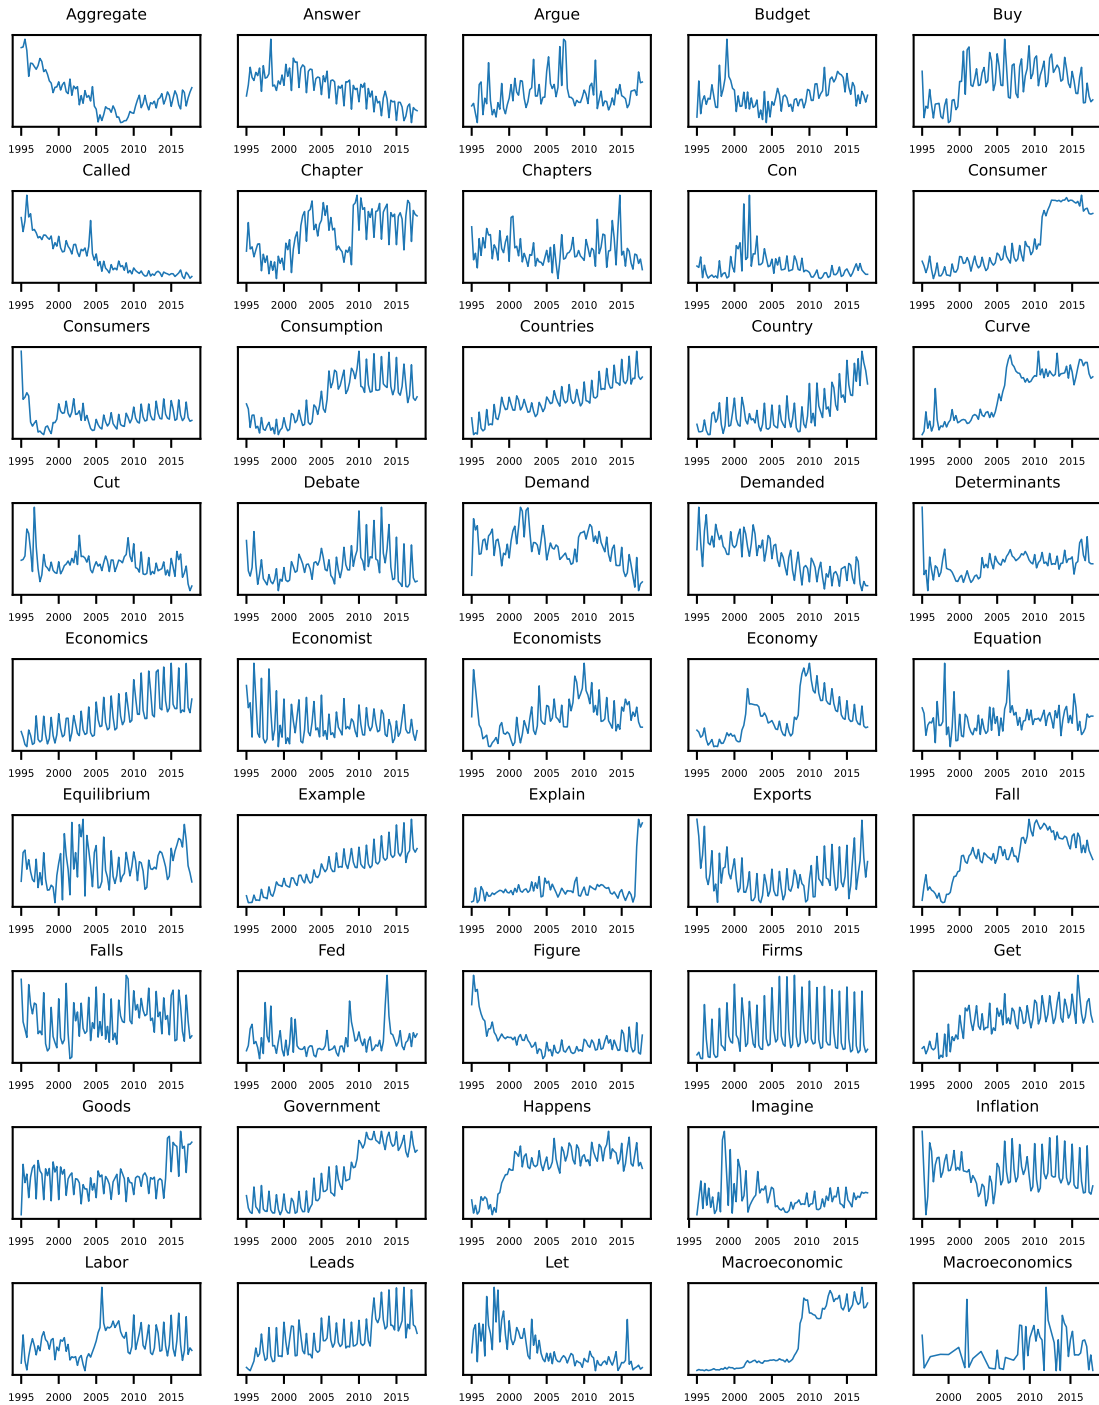 Aggregate Answer Argue Budget Buy
1995 2000 2005 2010 2015 1995 2000 2005 2010 2015 1995 2000 2005 2010 2015 1995 2000 2005 2010 2015 1995 2000 2005 2010 2015
Called Chapter Chapters Con Consumer
1995 2000 2005 2010 2015 1995 2000 2005 2010 2015 1995 2000 2005 2010 2015 1995 2000 2005 2010 2015 1995 2000 2005 2010 2015
Consumers Consumption Countries Country Curve
1995 2000 2005 2010 2015 1995 2000 2005 2010 2015 1995 2000 2005 2010 2015 1995 2000 2005 2010 2015 1995 2000 2005 2010 2015
Cut Debate Demand Demanded Determinants
1995 2000 2005 2010 2015 1995 2000 2005 2010 2015 1995 2000 2005 2010 2015 1995 2000 2005 2010 2015 1995 2000 2005 2010 2015
Economics Economist Economists Economy Equation
1995 2000 2005 2010 2015 1995 2000 2005 2010 2015 1995 2000 2005 2010 2015 1995 2000 2005 2010 2015 1995 2000 2005 2010 2015
Equilibrium Example Explain Exports Fall
1995 2000 2005 2010 2015 1995 2000 2005 2010 2015 1995 2000 2005 2010 2015 1995 2000 2005 2010 2015 1995 2000 2005 2010 2015
Falls Fed Figure Firms Get
1995 2000 2005 2010 2015 1995 2000 2005 2010 2015 1995 2000 2005 2010 2015 1995 2000 2005 2010 2015 1995 2000 2005 2010 2015
Goods Government Happens Imagine Inflation
1995 2000 2005 2010 2015 1995 2000 2005 2010 2015 1995 2000 2005 2010 2015 1995 2000 2005 2010 2015 2000 2005 2010 2015
Labor Leads Let Macroeconomic Macroeconomics
1995 2000 2005 2010 2015 1995 2000 2005 2010 2015 1995 2000 2005 2010 2015 1995 2000 2005 2010 2015 2000 2005 2010 2015